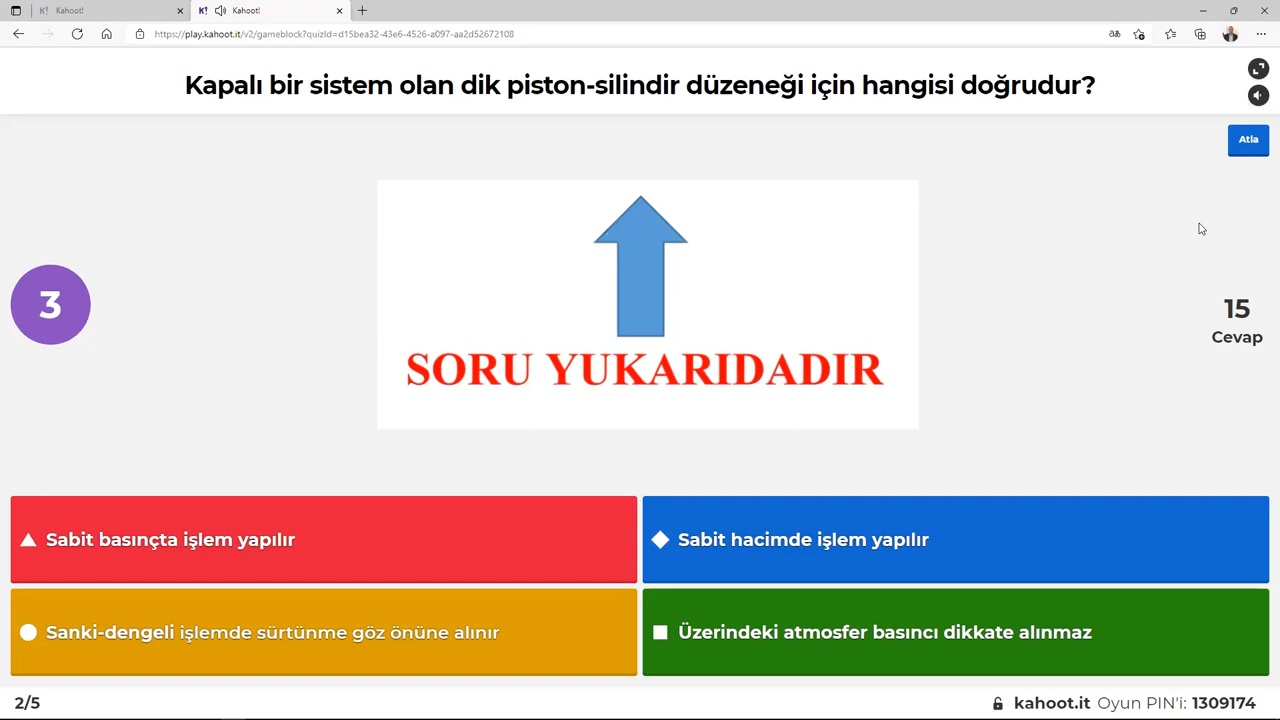 Kahoot!
Kahoot!
https://play.kahoot.it/v2/gameblock?quizId=d15bea32-43e6-4526-a097-aa2d52672108
Kapalı bir sistem olan dik piston-silindir düzeneği için hangisi doğrudur?
Atla
3
SORU YUKARIDADIR
15
Cevap
Sabit basınçta işlem yapılır
Sabit hacimde işlem yapılır
Sanki-dengeli işlemde sürtünme göz önüne alınır
Üzerindeki atmosfer basıncı dikkate alınmaz
2/5
kahoot.it Oyun PIN'i: 1309174